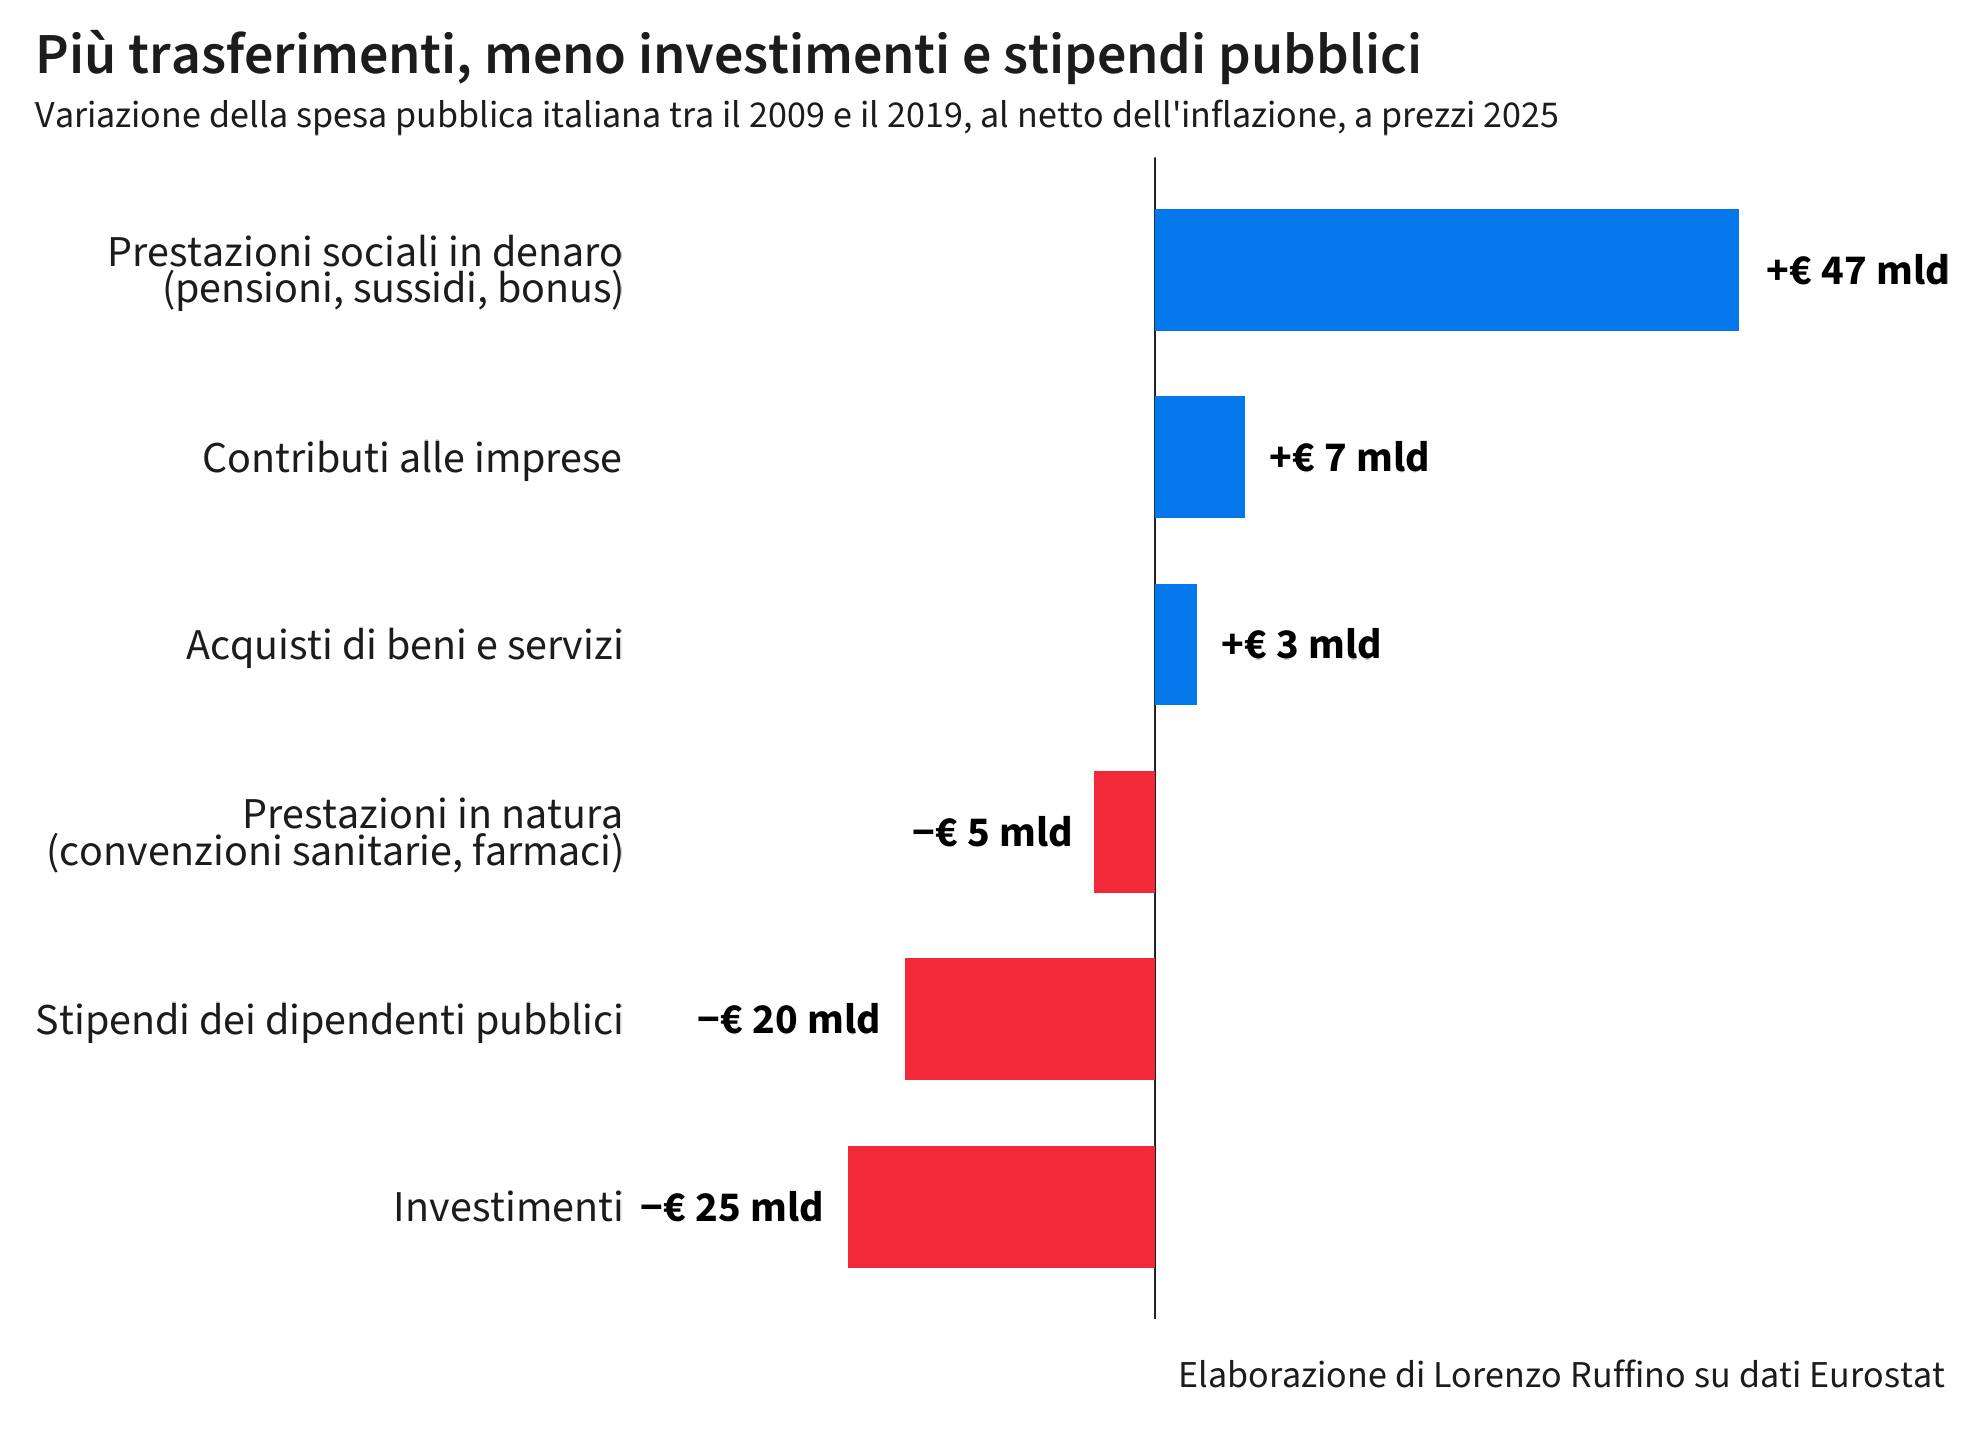 Più trasferimenti, meno investimenti e stipendi pubblici
Variazione della spesa pubblica italiana tra il 2009 e il 2019, al netto dell'inflazione, a prezzi 2025
Prestazioni sociali in denaro
(pensioni, sussidi, bonus)
+€ 47 mld
Contributi alle imprese
+€ 7 mld
Acquisti di beni e servizi
+€ 3 mld
Prestazioni in natura
(convenzioni sanitarie, farmaci)
−€ 5 mld
Stipendi dei dipendenti pubblici
−€ 20 mld
Investimenti
−€ 25 mld
Elaborazione di Lorenzo Ruffino su dati Eurostat